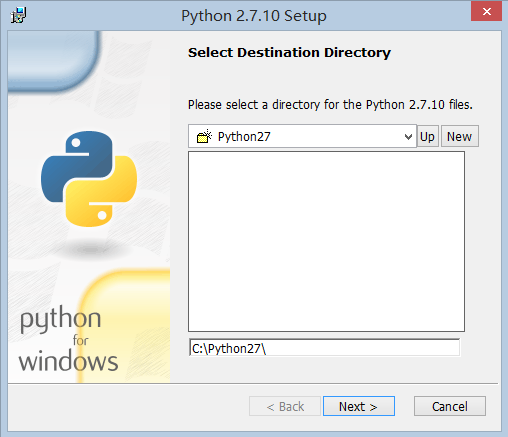 Python 2.7.10 Setup
Select Destination Directory
Please select a directory for the Python 2.7.10 files.
Python27
Up
New
C:\Python27\
python
for
windows
< Back
Next >
Cancel